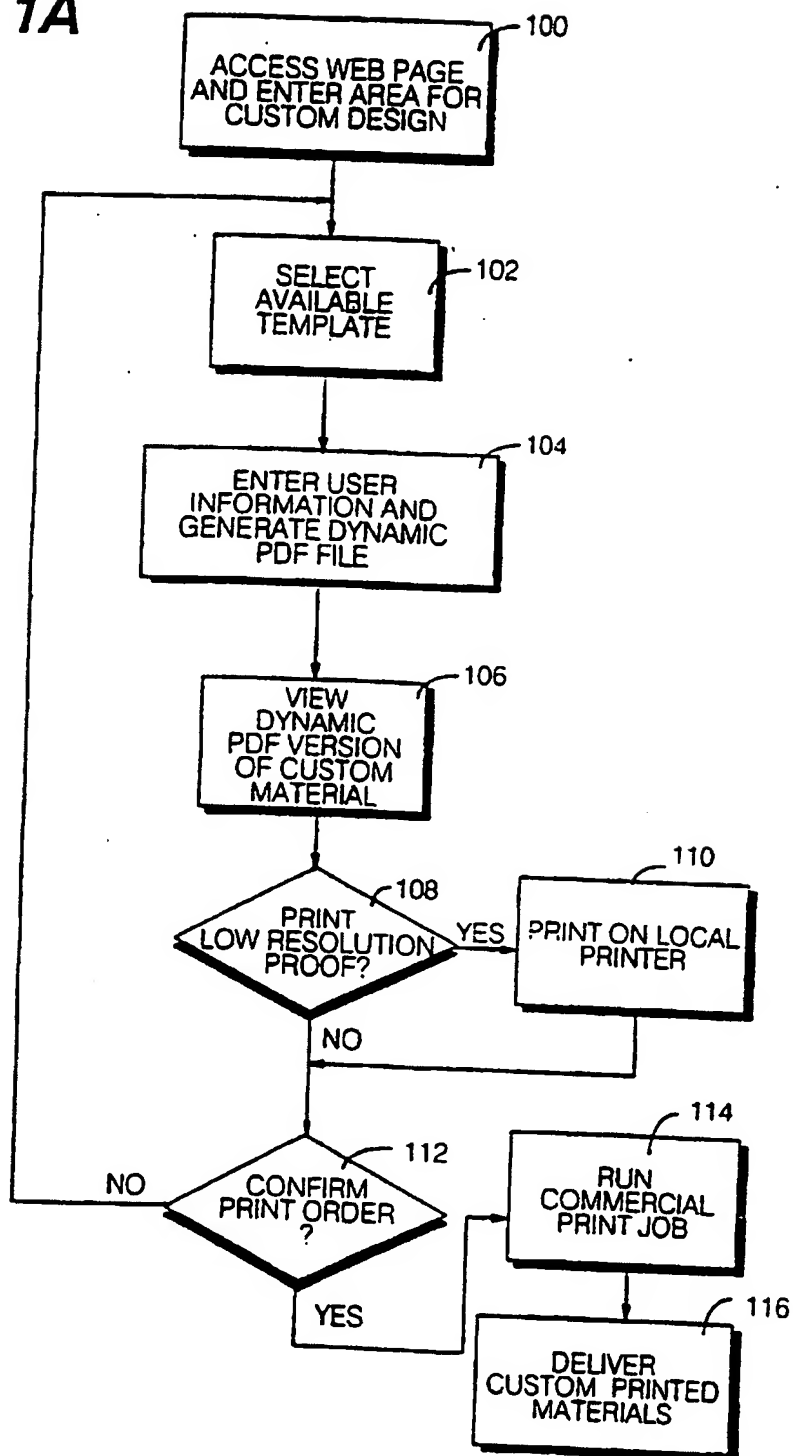 1A
100
ACCESS WEB PAGE
AND ENTER AREA FOR
CUSTOM DESIGN
102
SELECT
AVAILABLE
TEMPLATE
104
ENTER USER
INFORMATION AND
GENERATE DYNAMIC
PDF FILE
106
VIEW
DYNAMIC
PDF VERSION
OF CUSTOM
MATERIAL
108
PRINT
LOW RESOLUTION
PROOF?
YES
110
PRINT ON LOCAL
PRINTER
NO
112
CONFIRM
PRINT ORDER
?
NO
YES
114
RUN
COMMERCIAL
PRINT JOB
116
DELIVER
CUSTOM PRINTED
MATERIALS